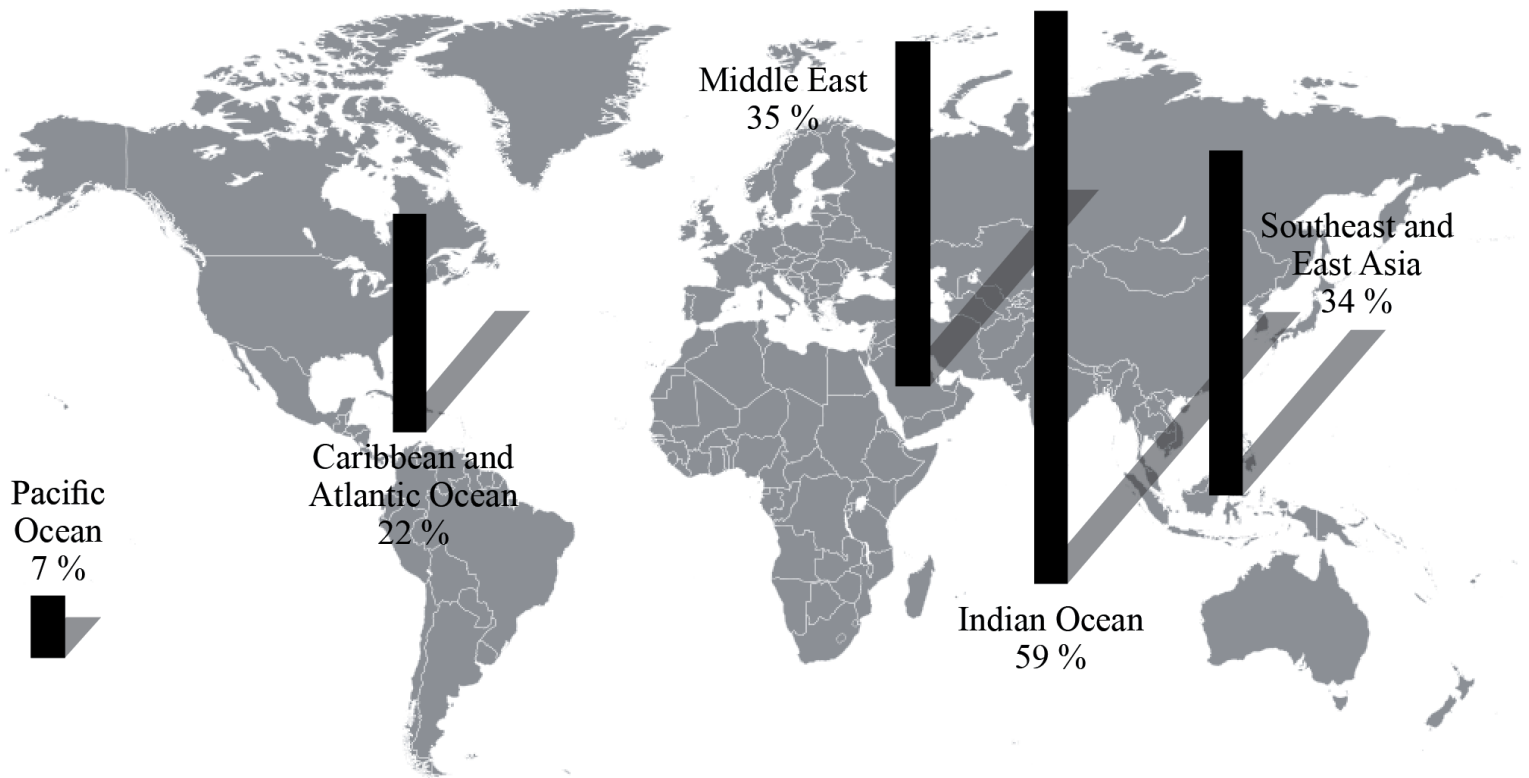 Middle East
35 %
Southeast and
East Asia
34 %
Caribbean and
Atlantic Ocean
22 %
Pacific
Ocean
7 %
Indian Ocean
59 %